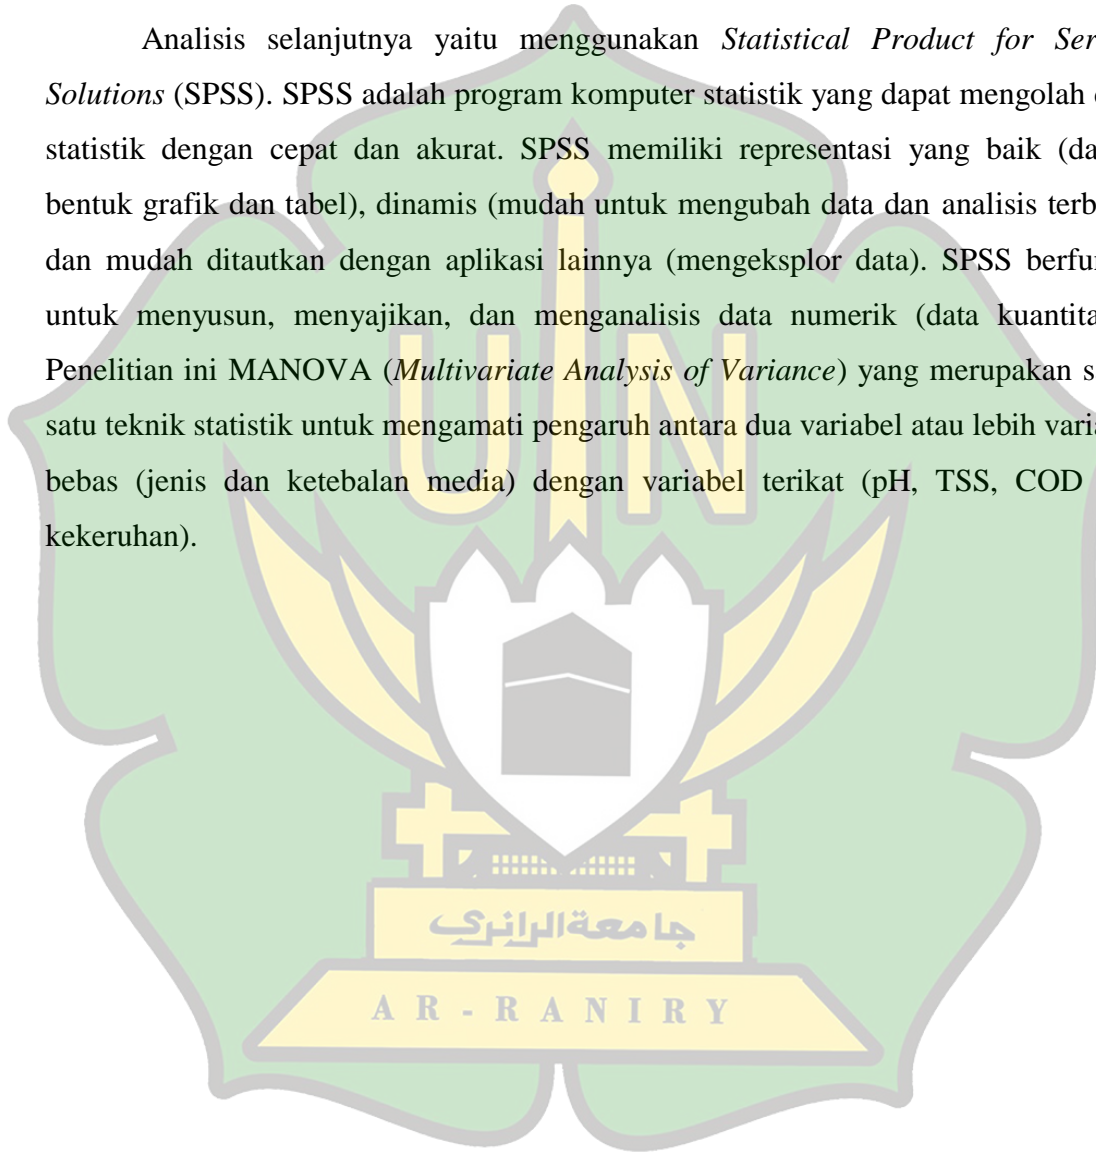 Analisis selanjutnya yaitu menggunakan Statistical Product for Ser
Solutions (SPSS). SPSS adalah program komputer statistik yang dapat mengolah
statistik dengan cepat dan akurat. SPSS memiliki representasi yang baik (da
bentuk grafik dan tabel), dinamis (mudah untuk mengubah data dan analisis terb
dan mudah ditautkan dengan aplikasi lainnya (mengeksplor data). SPSS berfu
untuk menyusun, menyajikan, dan menganalisis data numerik (data kuantita
Penelitian ini MANOVA (Multivariate Analysis of Variance) yang merupakan s
satu teknik statistik untuk mengamati pengaruh antara dua variabel atau lebih varia
bebas (jenis dan ketebalan media) dengan variabel terikat (pH, TSS, COD
kekeruhan).
UIN
جامعة الرانري
AR-RANIRY